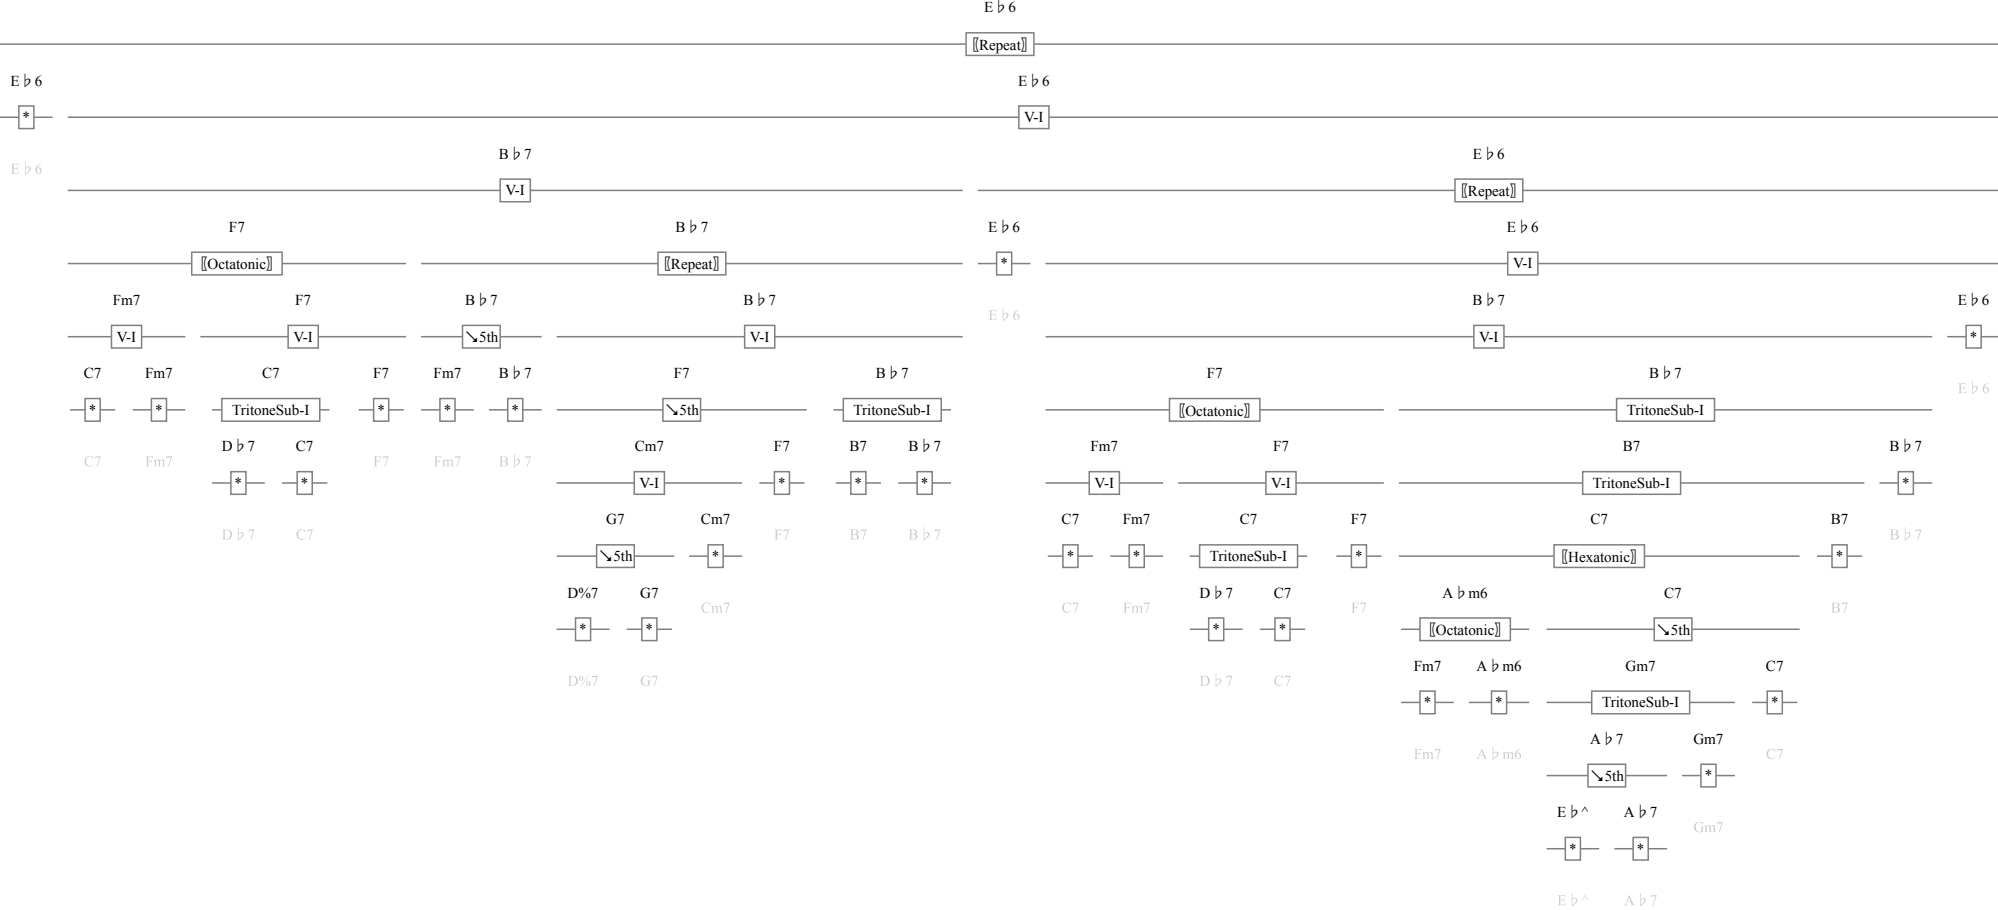 E♭6
⟦Repeat⟧
E♭6 E♭6
* V-I
E♭6 B♭7 E♭6
V-I ⟦Repeat⟧
F7 B♭7 E♭6 E♭6
⟦Octatonic⟧ ⟦Repeat⟧ * V-I
Fm7 F7 B♭7 B♭7 E♭6 B♭7 E♭6
V-I V-I ↘5th V-I V-I *
C7 Fm7 C7 F7 Fm7 B♭7 F7 B♭7 F7 B♭7 E♭6
* * TritoneSub-I * * * ↘5th TritoneSub-I ⟦Octatonic⟧ TritoneSub-I
C7 Fm7 D♭7 C7 F7 Fm7 B♭7 Cm7 F7 B7 B♭7 Fm7 F7 B7 B♭7
* * V-I * * * V-I V-I TritoneSub-I *
D♭7 C7 G7 Cm7 F7 B7 B♭7 C7 Fm7 C7 F7 C7 B7 B♭7
↘5th * * * TritoneSub-I * ⟦Hexatonic⟧ *
D%7 G7 Cm7 C7 Fm7 D♭7 C7 F7 A♭m6 C7 B7
* * * * ⟦Octatonic⟧ ↘5th
D%7 G7 D♭7 C7 Fm7 A♭m6 Gm7 C7
* * TritoneSub-I *
Fm7 A♭m6 A♭7 Gm7 C7
↘5th *
E♭^ A♭7 Gm7
* *
E♭^ A♭7